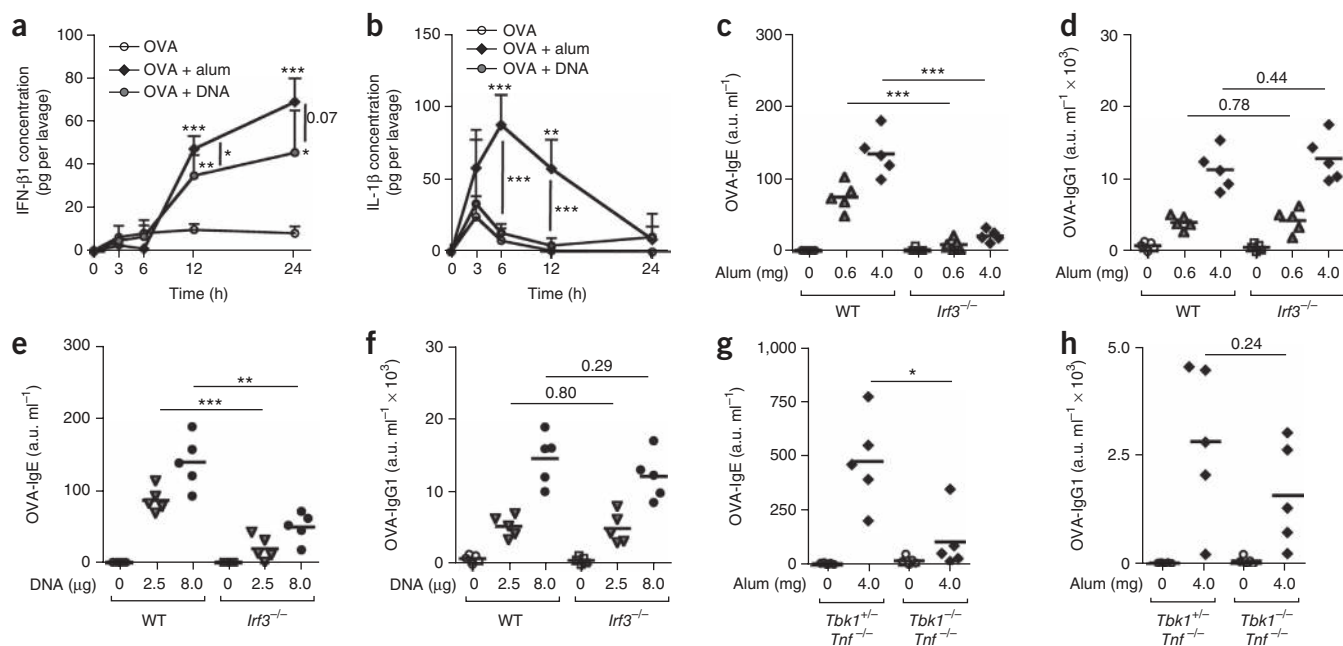 a
IFN-β1 concentration
(pg per lavage)
100
80
60
40
20
0
OVA
OVA + alum
OVA + DNA
***
***
**
*
0.07
*
0 3 6 12 24
Time (h)
b
IL-1β concentration
(pg per lavage)
150
100
50
0
OVA
OVA + alum
OVA + DNA
***
**
***
***
0 3 6 12 24
Time (h)
c
OVA-IgE (a.u. ml⁻¹)
300
200
100
0
***
***
Alum (mg) 0 0.6 4.0 0 0.6 4.0
WT Irf3⁻/⁻
d
OVA-IgG1 (a.u. ml⁻¹ × 10³)
30
20
10
0
0.44
0.78
0 0.6 4.0 0 0.6 4.0
WT Irf3⁻/⁻
e
OVA-IgE (a.u. ml⁻¹)
300
200
100
0
**
***
DNA (μg) 0 2.5 8.0 0 2.5 8.0
WT Irf3⁻/⁻
f
OVA-IgG1 (a.u. ml⁻¹ × 10³)
30
20
10
0
0.29
0.80
0 2.5 8.0 0 2.5 8.0
WT Irf3⁻/⁻
g
OVA-IgE (a.u. ml⁻¹)
1,000
750
500
250
0
*
Alum (mg) 0 4.0 0 4.0
Tbk1⁺/⁻ Tbk1⁻/⁻
Tnf⁻/⁻ Tnf⁻/⁻
h
OVA-IgG1 (a.u. ml⁻¹ × 10³)
5.0
2.5
0
0.24
Alum (mg) 0 4.0 0 4.0
Tbk1⁺/⁻ Tbk1⁻/⁻
Tnf⁻/⁻ Tnf⁻/⁻